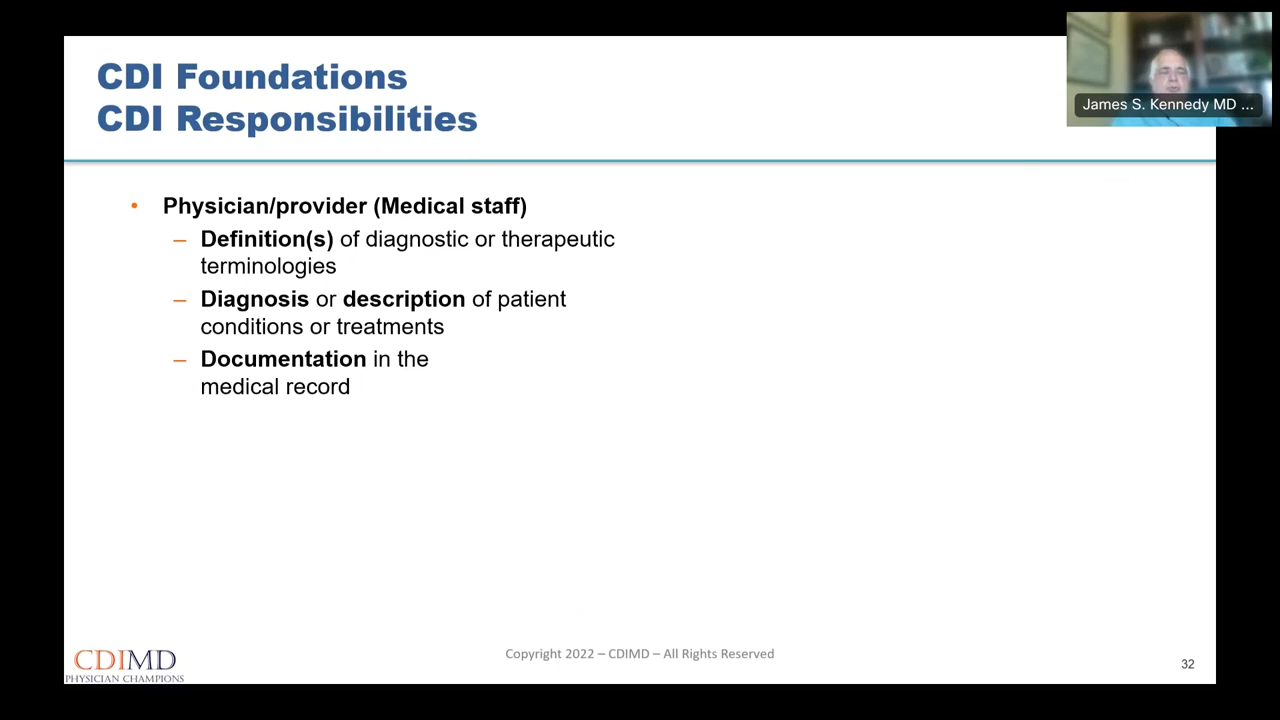 CDI Foundations
CDI Responsibilities
James S. Kennedy MD ...
• Physician/provider (Medical staff)
– Definition(s) of diagnostic or therapeutic
terminologies
– Diagnosis or description of patient
conditions or treatments
– Documentation in the
medical record
CDIMD
PHYSICIAN CHAMPIONS
Copyright 2022 – CDIMD – All Rights Reserved
32